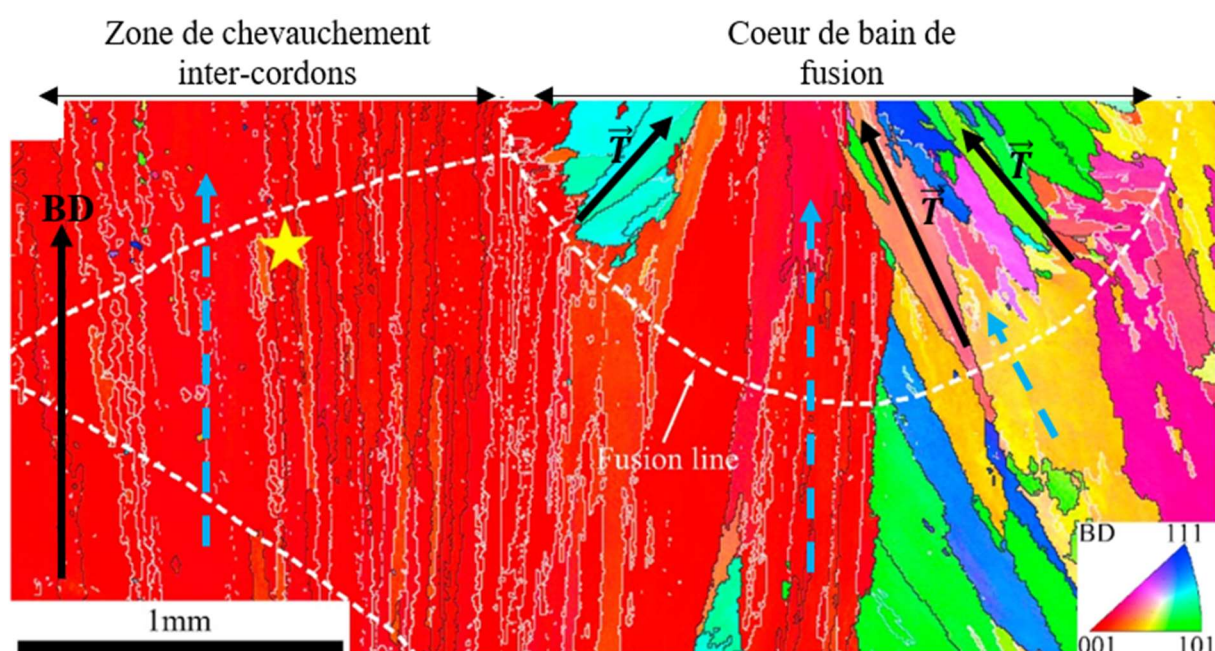 Zone de chevauchement
inter-cordons
Coeur de bain de
fusion
BD
T
T
T
Fusion line
1mm
BD
111
001
101